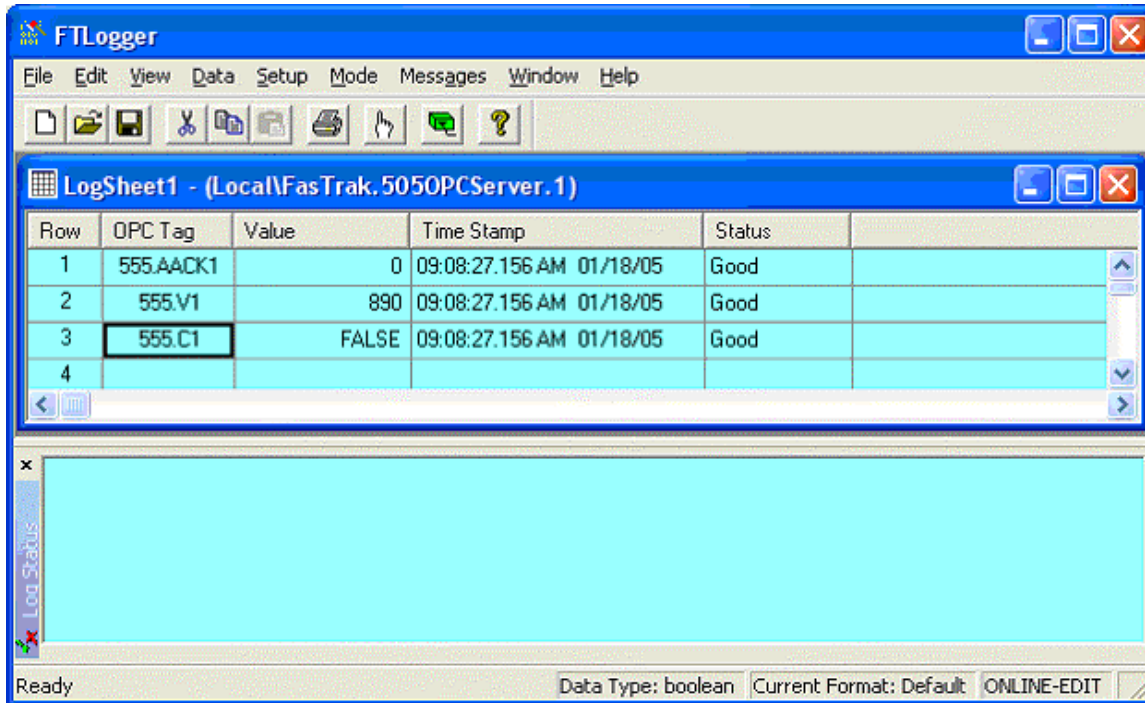 FTLogger
File Edit View Data Setup Mode Messages Window Help
LogSheet1 - (Local\FasTrak.505OPCServer.1)
Row OPC Tag Value Time Stamp Status
1 555.AACK1 0 09:08:27.156 AM 01/18/05 Good
2 555.V1 890 09:08:27.156 AM 01/18/05 Good
3 555.C1 FALSE 09:08:27.156 AM 01/18/05 Good
4
Log Status
Ready Data Type: boolean Current Format: Default ONLINE-EDIT